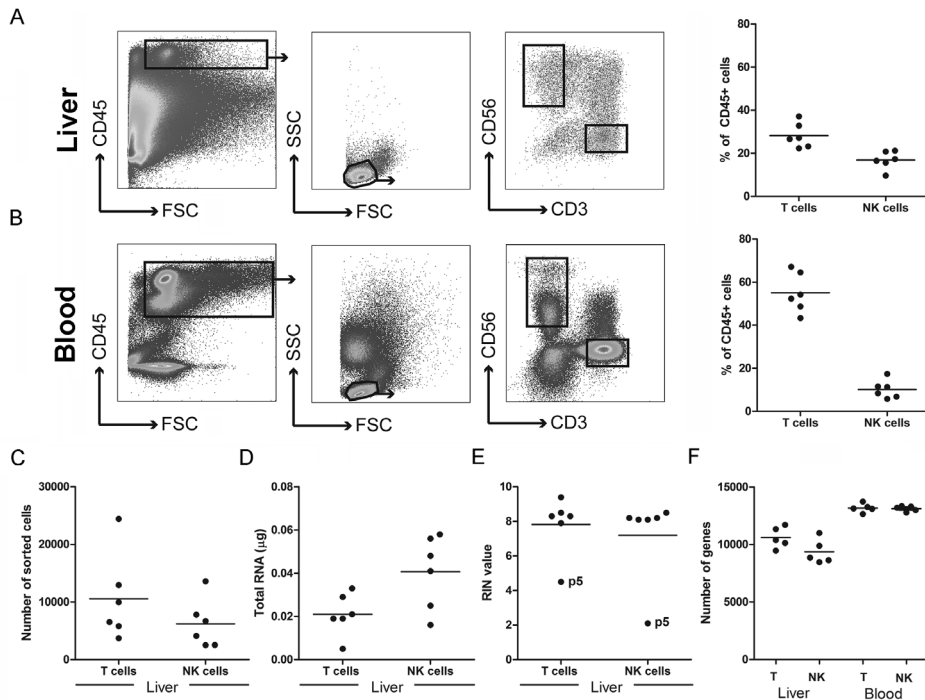 A
Liver
CD45
FSC
SSC
FSC
CD56
CD3
% of CD45+ cells
80
60
40
20
0
T cells
NK cells
B
Blood
CD45
FSC
SSC
FSC
CD56
CD3
% of CD45+ cells
80
60
40
20
0
T cells
NK cells
C
Number of sorted cells
30000
20000
10000
0
T cells
NK cells
Liver
D
Total RNA (µg)
0.08
0.06
0.04
0.02
0.00
T cells
NK cells
Liver
E
RIN value
10
8
6
4
2
0
p5
p5
T cells
NK cells
Liver
F
Number of genes
15000
10000
5000
0
T
NK
T
NK
Liver
Blood